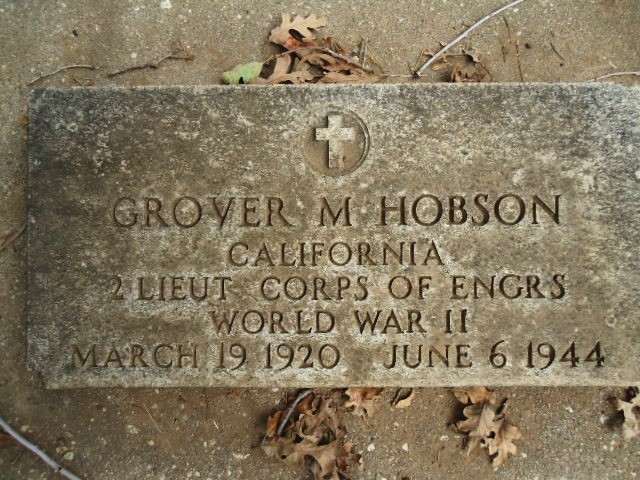 GROVER M HOBSON
CALIFORNIA
2 LIEUT CORPS OF ENGRS
WORLD WAR II
MARCH 19 1920 JUNE 6 1944